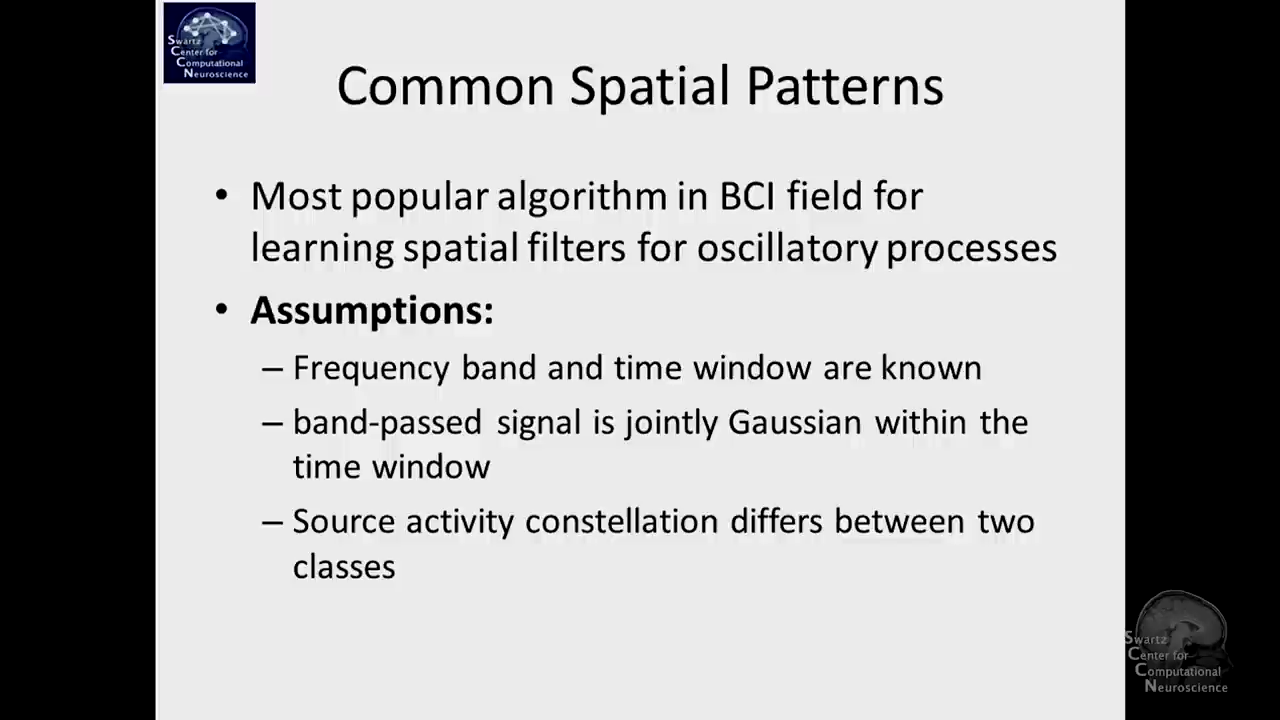 Swartz
Center for
Computational
Neuroscience
Common Spatial Patterns
• Most popular algorithm in BCI field for
learning spatial filters for oscillatory processes
• Assumptions:
– Frequency band and time window are known
– band-passed signal is jointly Gaussian within the
time window
– Source activity constellation differs between two
classes
Swartz
Center for
Computational
Neuroscience